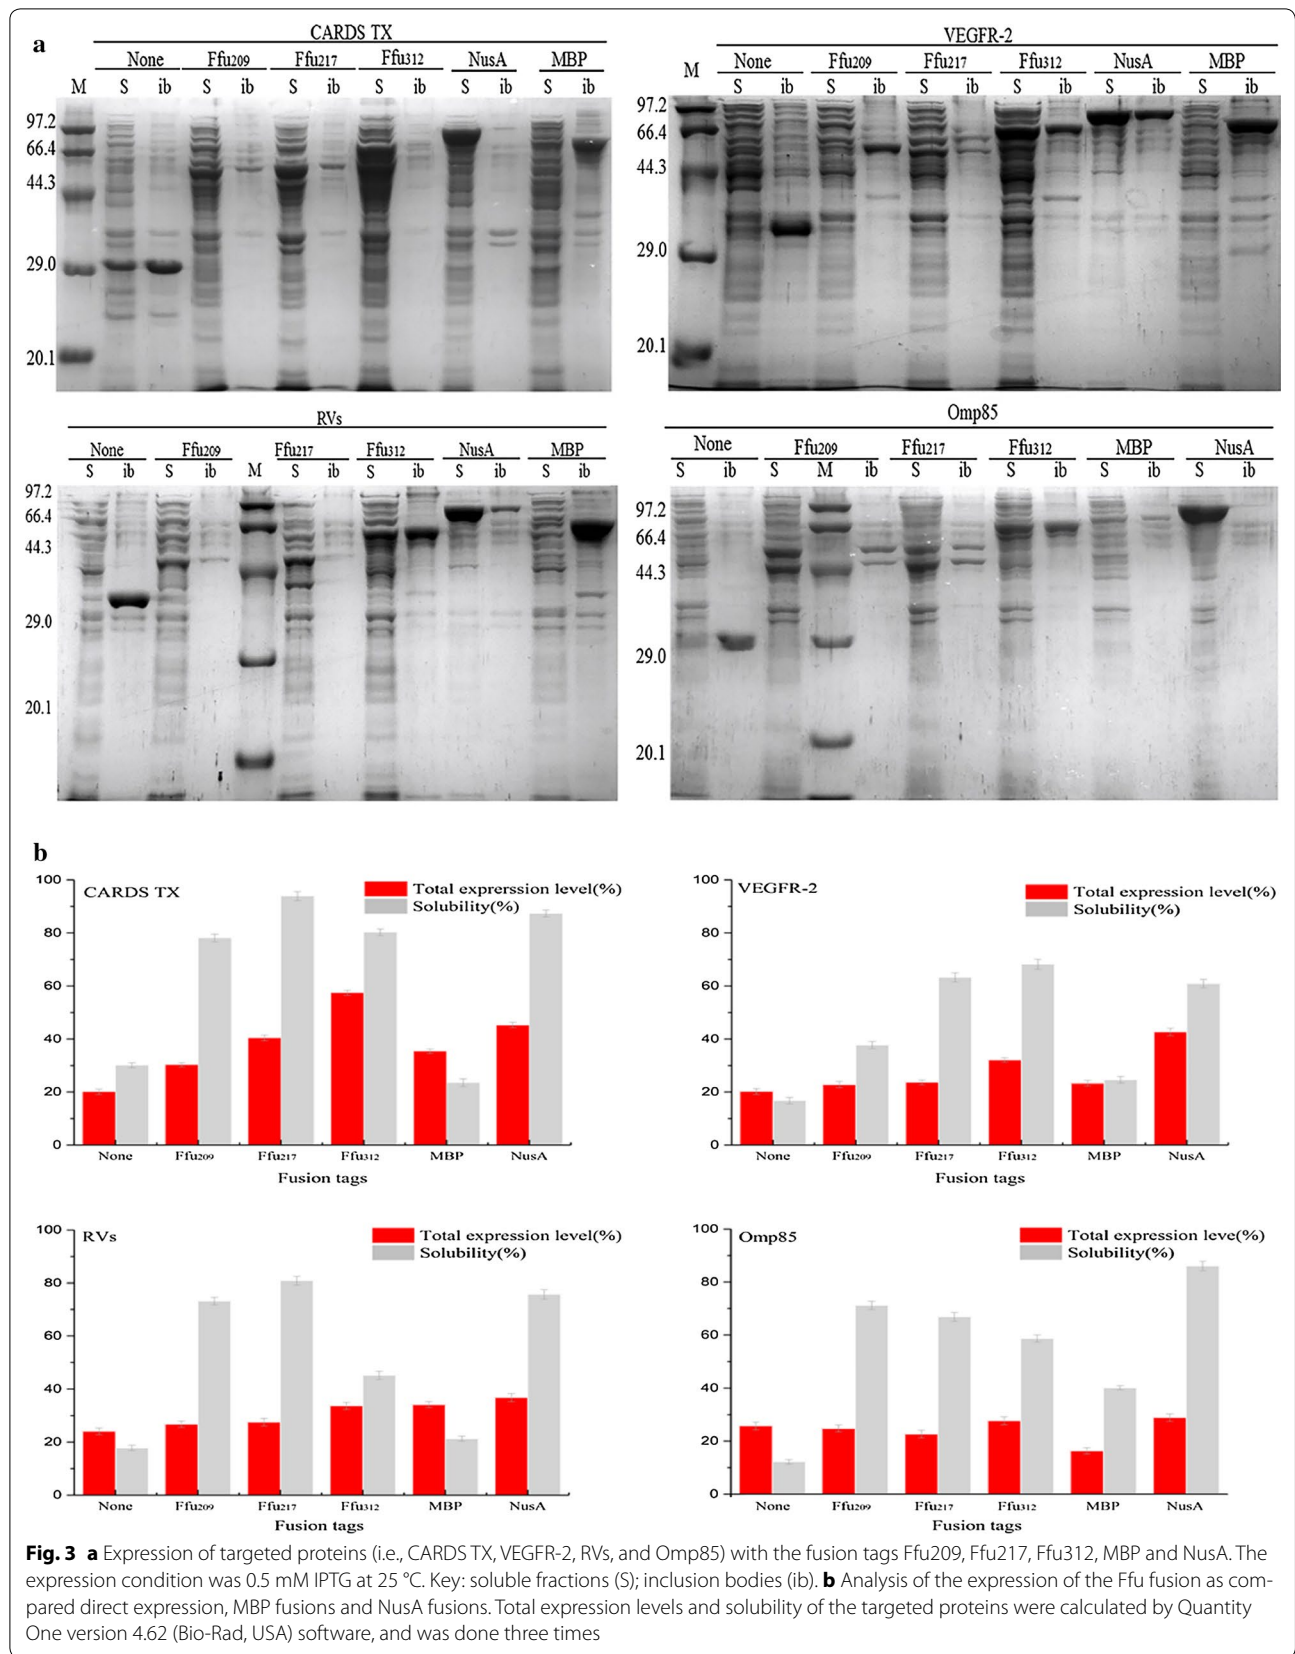 a
CARDS TX
None Ffu209 Ffu217 Ffu312 NusA MBP
M S ib S ib S ib S ib S ib S ib
97.2
66.4
44.3
29.0
20.1
VEGFR-2
None Ffu209 Ffu217 Ffu312 NusA MBP
M S ib S ib S ib S ib S ib S ib
97.2
66.4
44.3
29.0
20.1
RVs
None Ffu209 Ffu217 Ffu312 NusA MBP
S ib S ib M S ib S ib S ib S ib
97.2
66.4
44.3
29.0
20.1
Omp85
None Ffu209 Ffu217 Ffu312 MBP NusA
S ib S M ib S ib S ib S ib S ib
97.2
66.4
44.3
29.0
20.1
b
CARDS TX
Total exprerssion level(%)
Solubility(%)
100
80
60
40
20
0
None Ffu209 Ffu217 Ffu312 MBP NusA
Fusion tags
VEGFR-2
Total expression level(%)
Solubility(%)
100
80
60
40
20
0
None Ffu209 Ffu217 Ffu312 MBP NusA
Fusion tags
RVs
Total expression level(%)
Solubility(%)
100
80
60
40
20
0
None Ffu209 Ffu217 Ffu312 MBP NusA
Fusion tags
Omp85
Total expression leve(%)
Solubility(%)
100
80
60
40
20
0
None Ffu209 Ffu217 Ffu312 MBP NusA
Fusion tags
Fig. 3 a Expression of targeted proteins (i.e., CARDS TX, VEGFR-2, RVs, and Omp85) with the fusion tags Ffu209, Ffu217, Ffu312, MBP and NusA. The
expression condition was 0.5 mM IPTG at 25 °C. Key: soluble fractions (S); inclusion bodies (ib). b Analysis of the expression of the Ffu fusion as com-
pared direct expression, MBP fusions and NusA fusions. Total expression levels and solubility of the targeted proteins were calculated by Quantity
One version 4.62 (Bio-Rad, USA) software, and was done three times